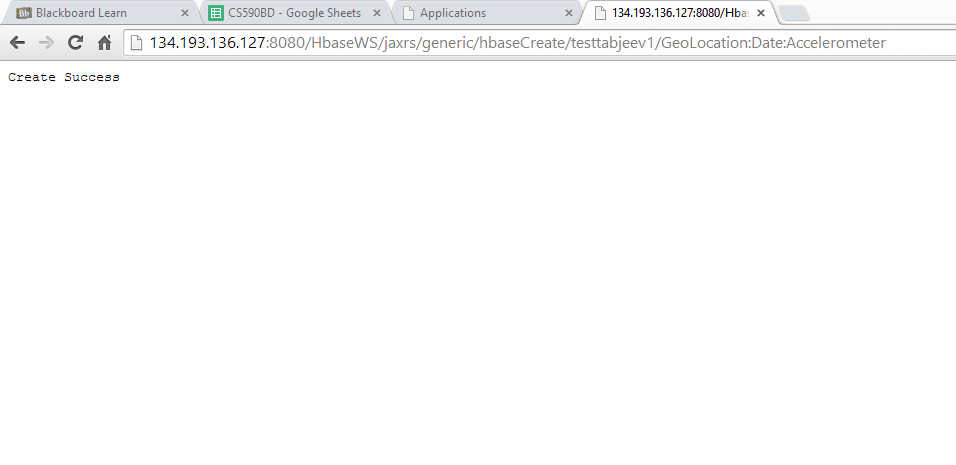 Blackboard Learn
CS590BD - Google Sheets
Applications
134.193.136.127:8080/Hba
134.193.136.127:8080/HbaseWS/jaxrs/generic/hbaseCreate/testtabjeev1/GeoLocation:Date:Accelerometer
Create Success